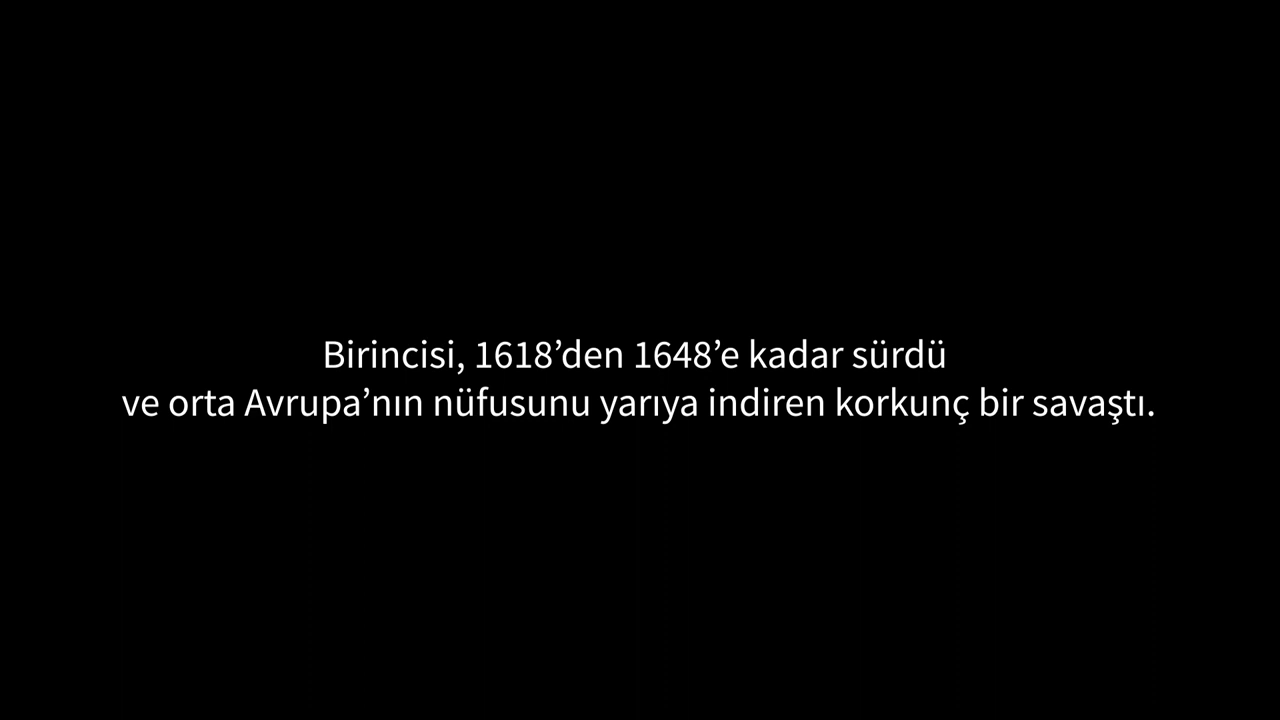 Birincisi, 1618’den 1648’e kadar sürdü
ve orta Avrupa’nın nüfusunu yarıya indiren korkunç bir savaştı.